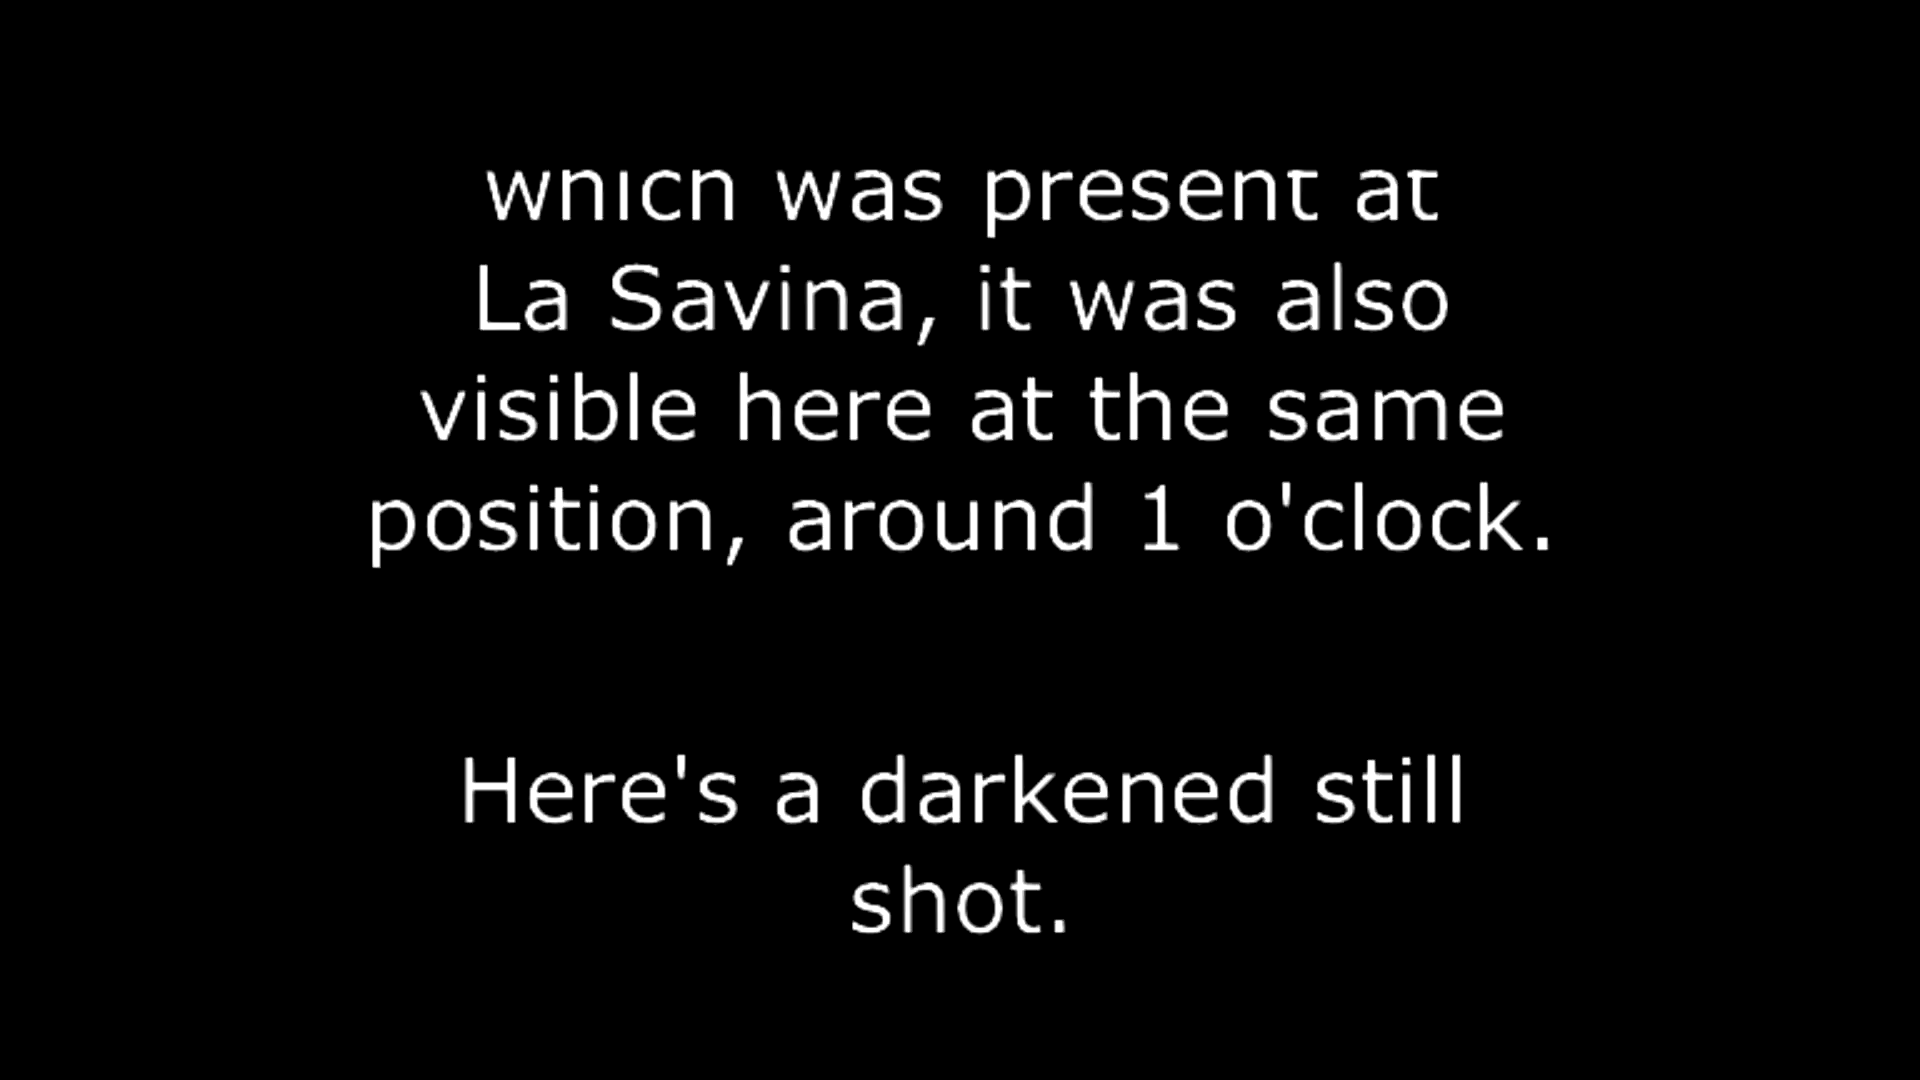 which was present at
La Savina, it was also
visible here at the same
position, around 1 o'clock.
Here's a darkened still
shot.